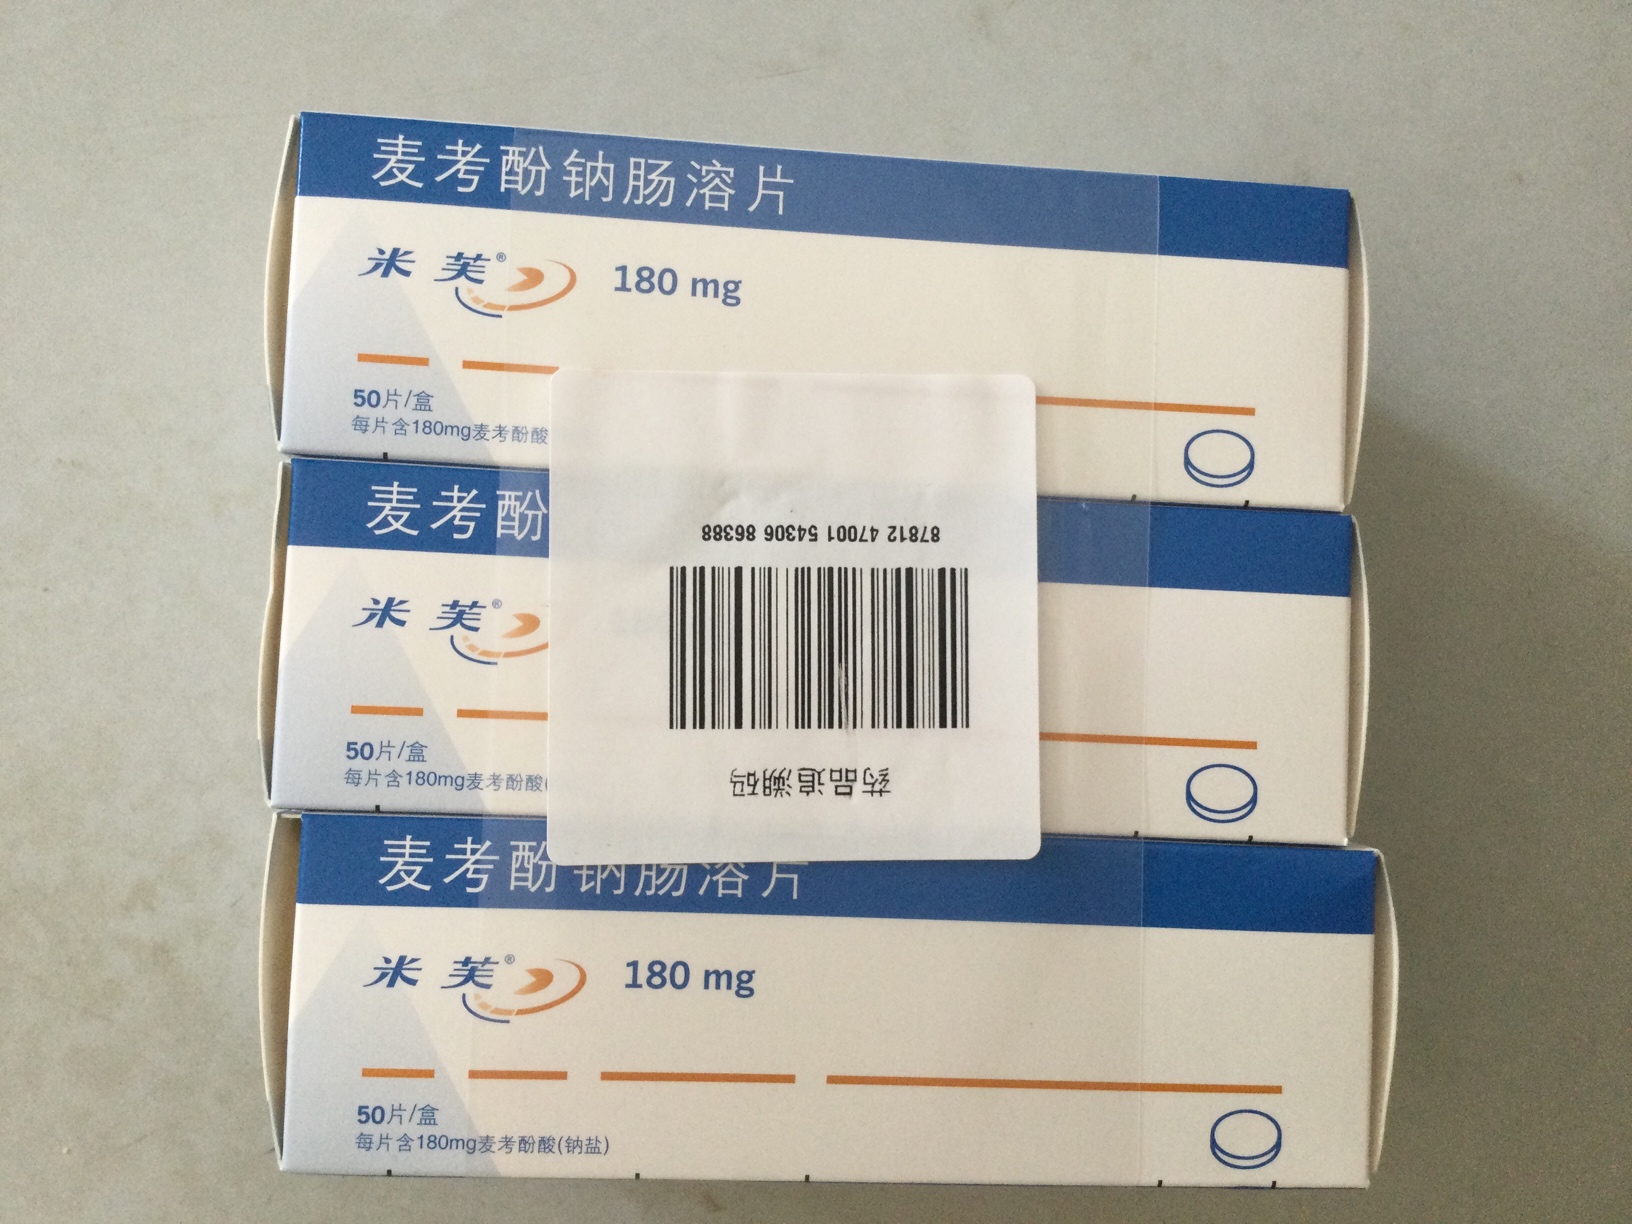 麦考酚钠肠溶片
米芙® 180 mg
50片/盒
每片含180mg麦考酚酸
麦考酚
米芙®
50片/盒
每片含180mg麦考酚酸(
药品追溯码
87812 47001 54306 86388
麦考酚钠肠溶片
米芙® 180 mg
50片/盒
每片含180mg麦考酚酸(钠盐)